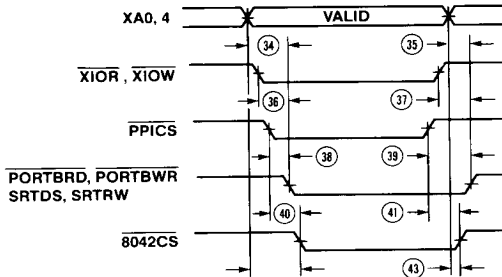 XA0, 4
VALID
34
35
XIOR, XIOW
36
37
PPICS
38
39
PORTBRD, PORTBWR
SRTDS, SRTRW
40
41
8042CS
43